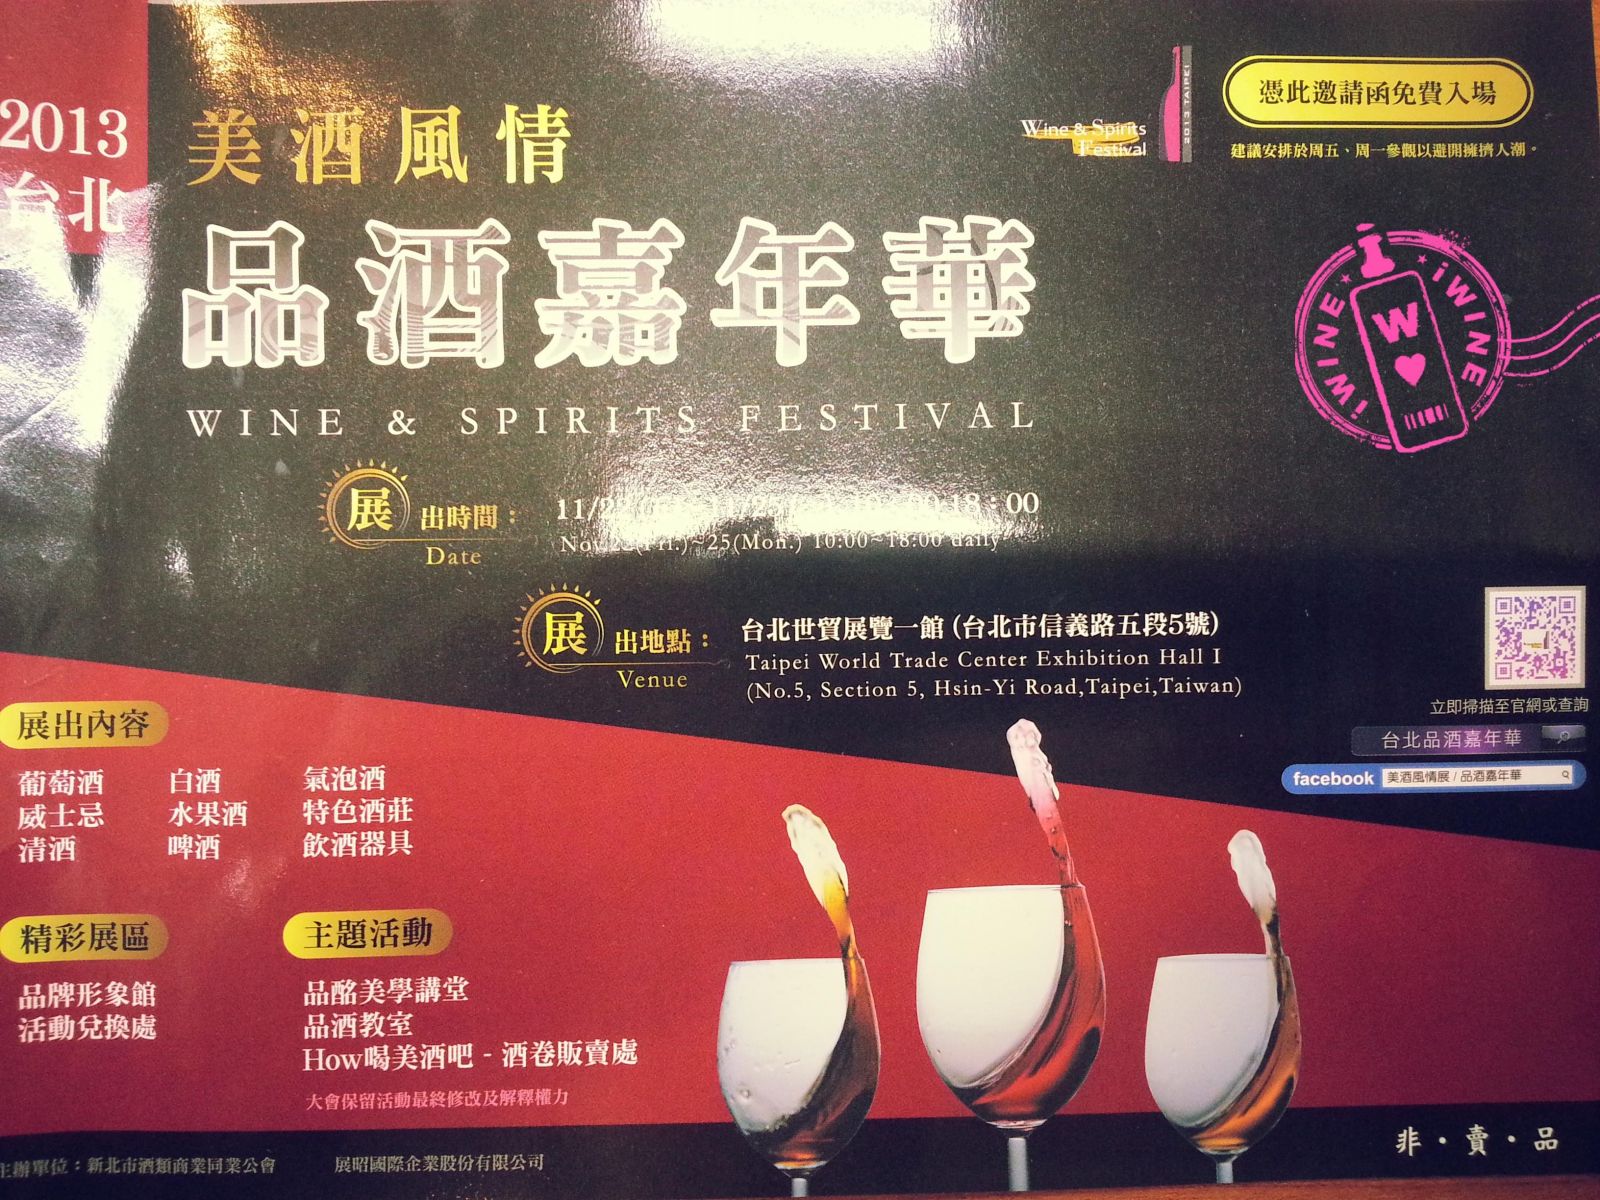 2013
台北
美酒風情
品酒嘉年華
WINE & SPIRITS FESTIVAL
Wine & Spirits
Festival
2013 TAIPEI
憑此邀請函免費入場
建議安排於周五、周一參觀以避開擁擠人潮。
iWINE iWINE
W
展出時間：
Date
18：00
25(Mon.) 10:00~18:00 daily
展出地點：
Venue
台北世貿展覽一館(台北市信義路五段5號)
Taipei World Trade Center Exhibition Hall I
(No.5, Section 5, Hsin-Yi Road,Taipei,Taiwan)
立即掃描至官網或查詢
台北品酒嘉年華
facebook 美酒風情展/品酒嘉年華
展出內容
葡萄酒 白酒 氣泡酒
威士忌 水果酒 特色酒莊
清酒 啤酒 飲酒器具
精彩展區
品牌形象館
活動兌換處
主題活動
品酩美學講堂
品酒教室
How喝美酒吧 - 酒卷販賣處
大會保留活動最終修改及解釋權力
主辦單位：新北市酒類商業同業公會 展昭國際企業股份有限公司
非・賣・品